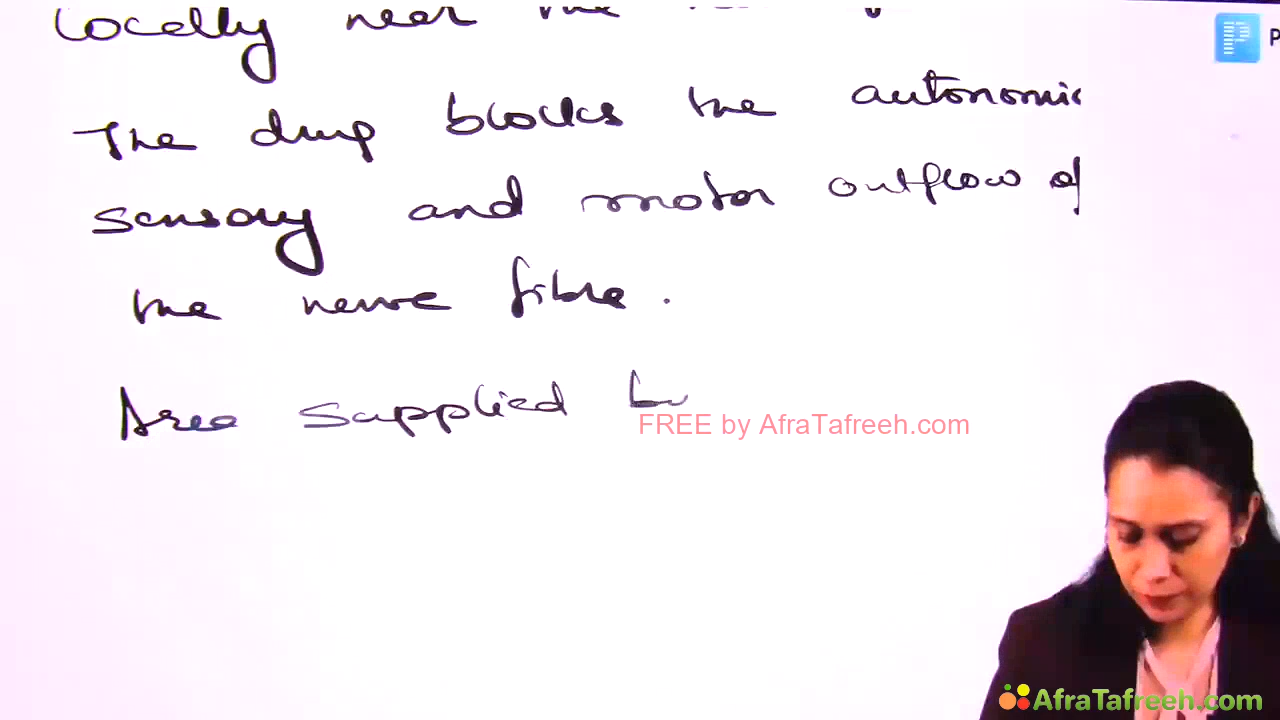 locally near the
The drug blocks the autonomic
sensory and motor outflow of
the nerve fibre.
Area supplied
FREE by AfraTafreeh.com
AfraTafreeh.com
P